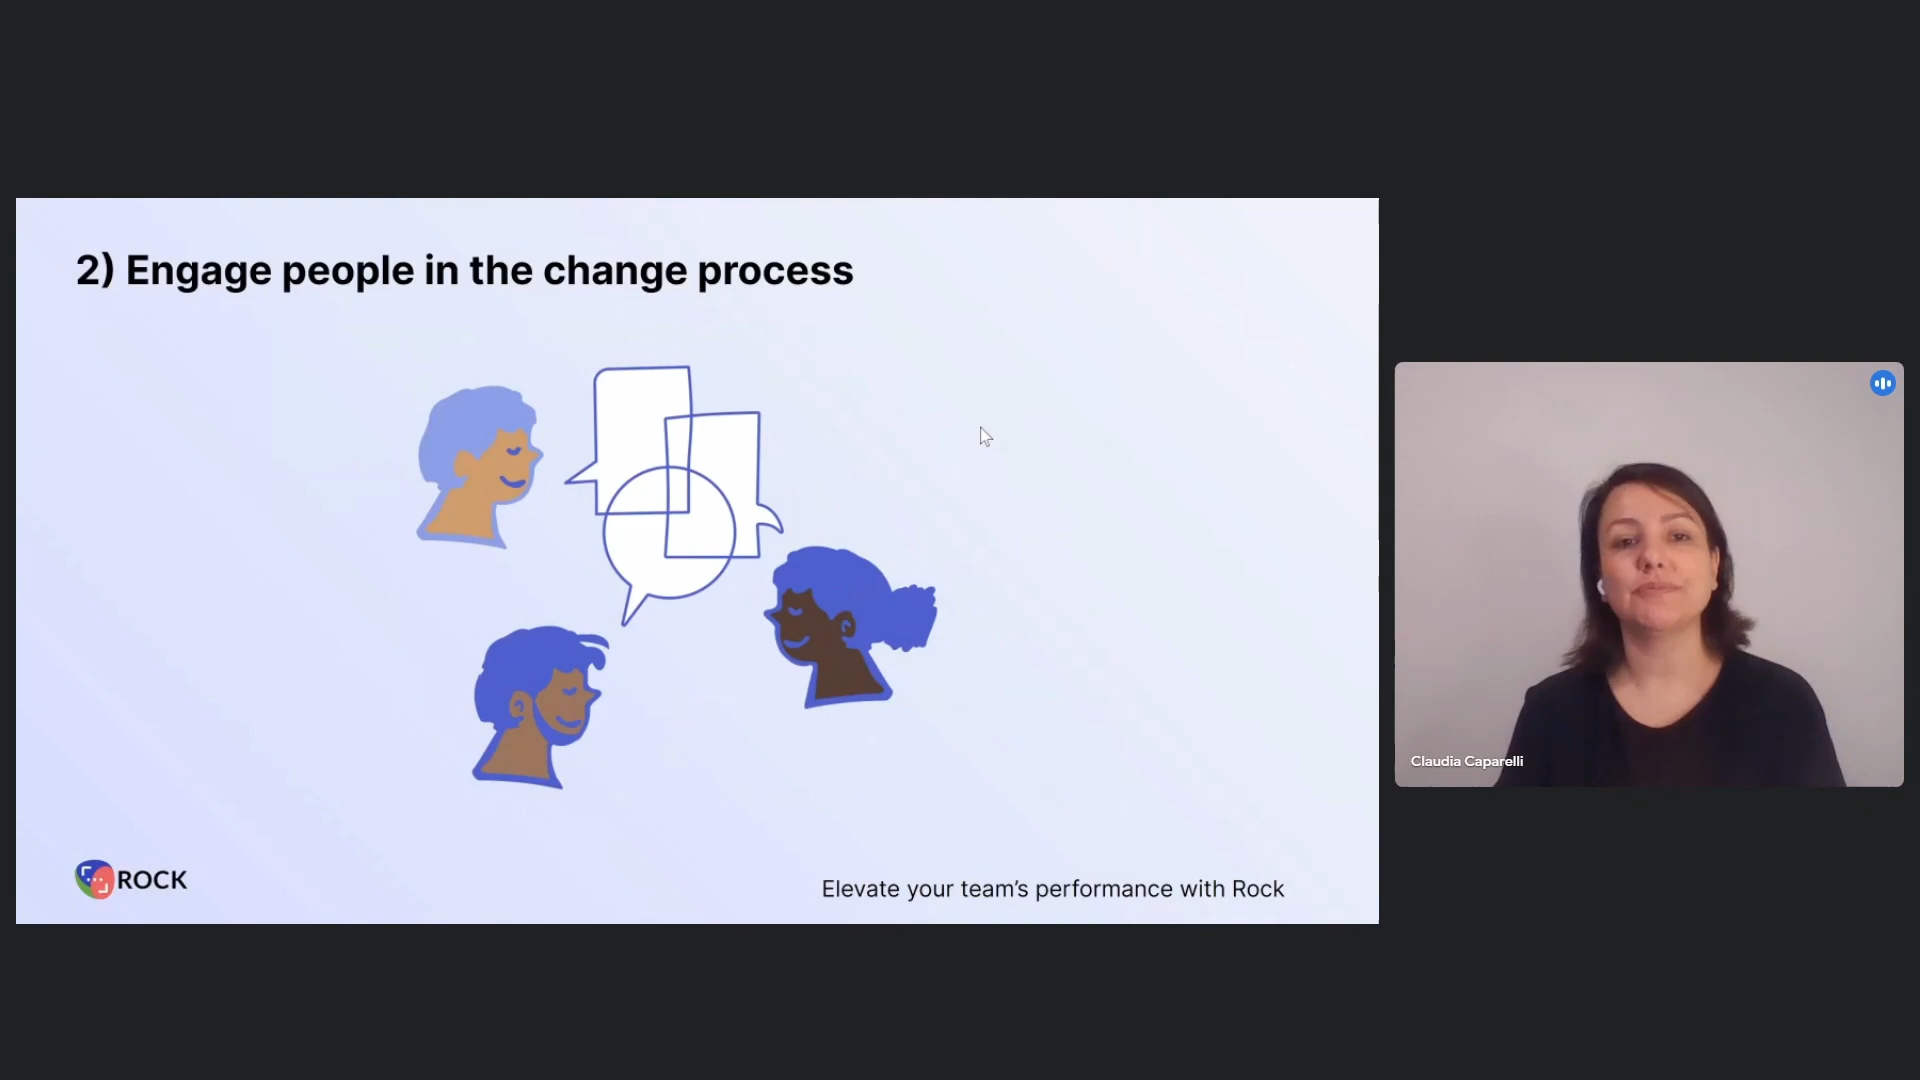 2) Engage people in the change process
Claudia Caparelli
ROCK
Elevate your team's performance with Rock